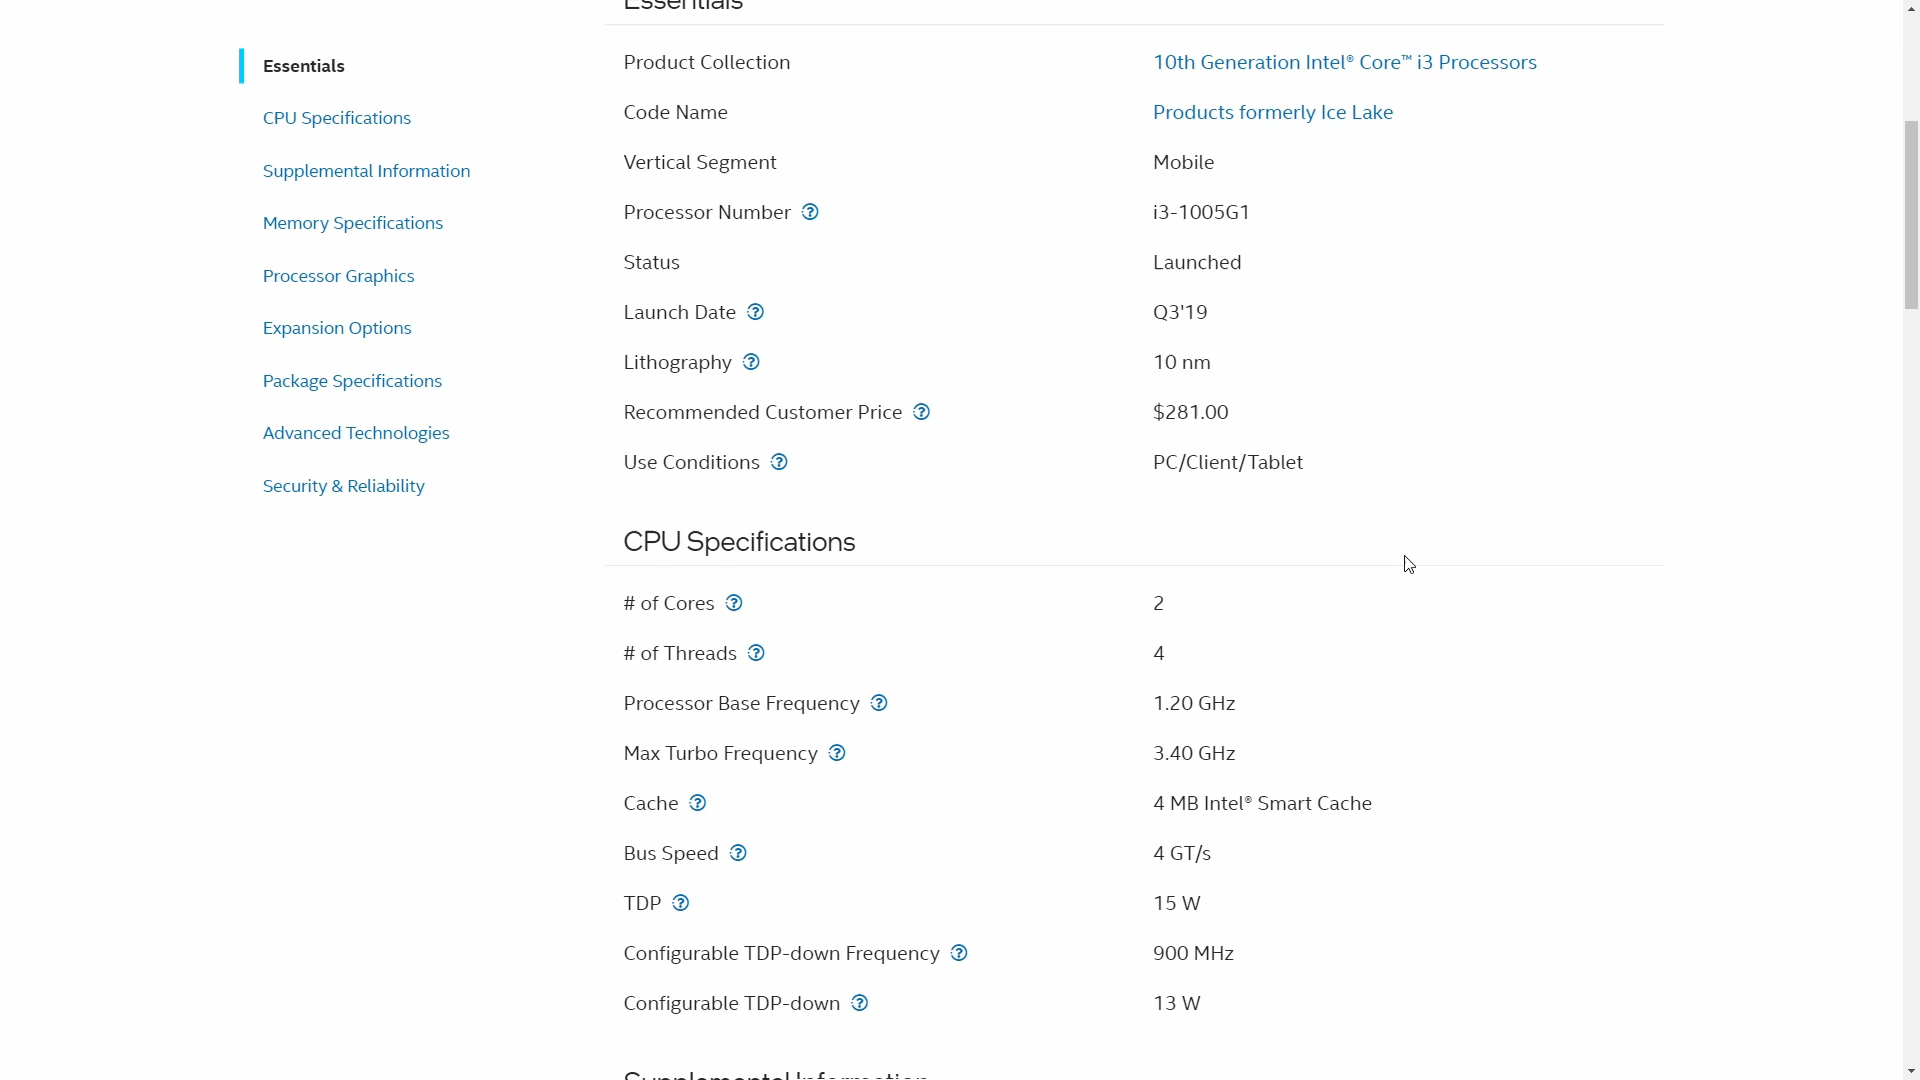 Essentials
Essentials
CPU Specifications
Supplemental Information
Memory Specifications
Processor Graphics
Expansion Options
Package Specifications
Advanced Technologies
Security & Reliability
Product Collection 10th Generation Intel® Core™ i3 Processors
Code Name Products formerly Ice Lake
Vertical Segment Mobile
Processor Number i3-1005G1
Status Launched
Launch Date Q3'19
Lithography 10 nm
Recommended Customer Price $281.00
Use Conditions PC/Client/Tablet
CPU Specifications
# of Cores 2
# of Threads 4
Processor Base Frequency 1.20 GHz
Max Turbo Frequency 3.40 GHz
Cache 4 MB Intel® Smart Cache
Bus Speed 4 GT/s
TDP 15 W
Configurable TDP-down Frequency 900 MHz
Configurable TDP-down 13 W
Supplemental Information